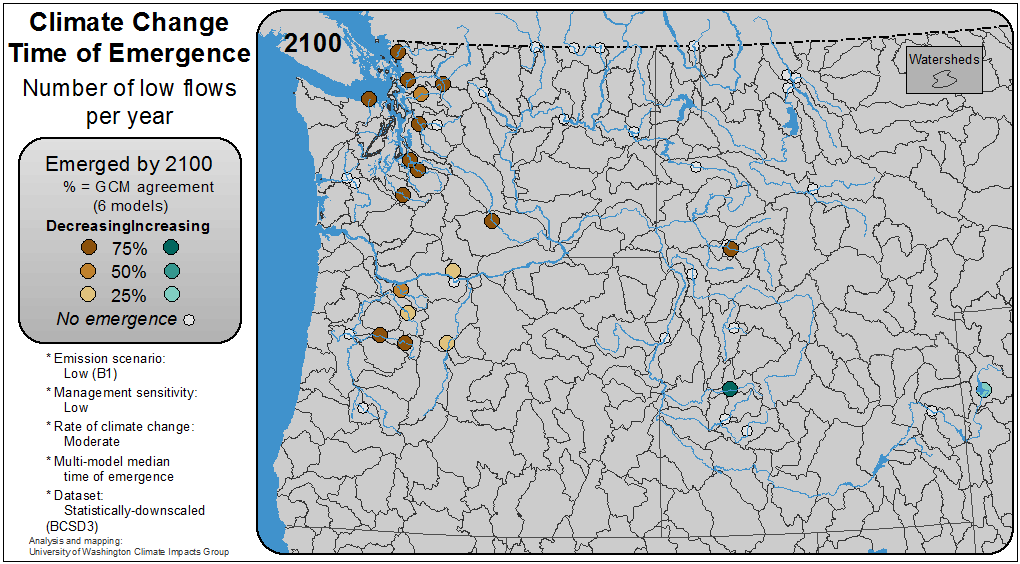 Climate Change
Time of Emergence
Number of low flows
per year
Emerged by 2100
% = GCM agreement
(6 models)
DecreasingIncreasing
75%
50%
25%
No emergence
* Emission scenario:
Low (B1)
* Management sensitivity:
Low
* Rate of climate change:
Moderate
* Multi-model median
time of emergence
* Dataset:
Statistically-downscaled
(BCSD3)
Analysis and mapping:
University of Washington Climate Impacts Group
2100
Watersheds